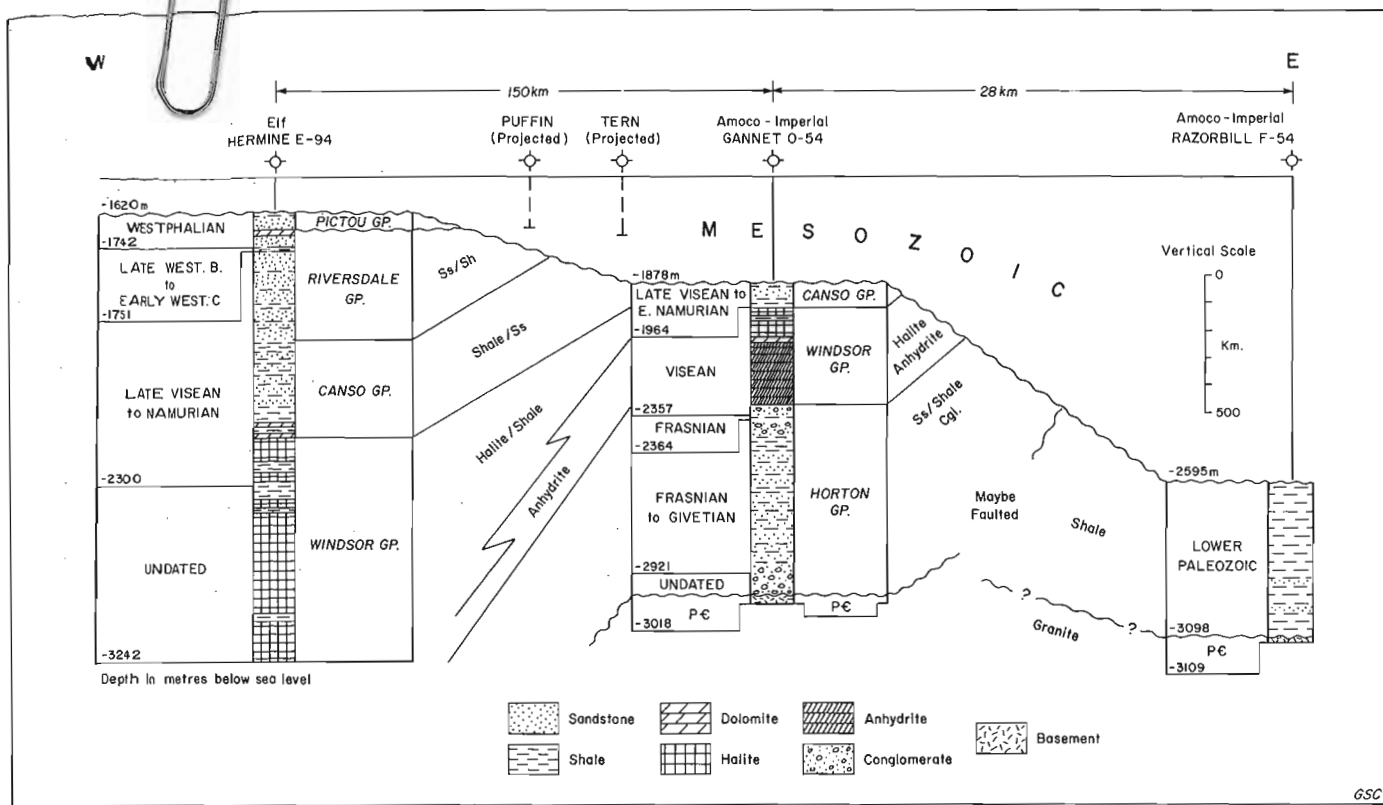 W
E
150km
28km
Elf
HERMINE E-94
PUFFIN
(Projected)
TERN
(Projected)
Amoco - Imperial
GANNET O-54
Amoco - Imperial
RAZORBILL F-54
MESOZOIC
-1620m
WESTPHALIAN
-1742
LATE WEST. B.
to
EARLY WEST. C
-1751
LATE VISEAN
to NAMURIAN
-2300
UNDATED
-3242
Depth in metres below sea level
PICTOU GP.
RIVERSDALE
GP.
CANSO GP.
WINDSOR GP.
Ss/Sh
Shale/Ss
Halite/Shale
Anhydrite
-1878m
LATE VISEAN to
E. NAMURIAN
-1964
VISEAN
-2357
FRASNIAN
-2364
FRASNIAN
to GIVETIAN
-2921
UNDATED
P€
-3018
CANSO GP.
WINDSOR
GP.
HORTON
GP.
P€
Halite
Anhydrite
Ss/Shale
Cgl.
Maybe
Faulted
Shale
?
Granite
?
Vertical Scale
0
Km.
500
-2595m
LOWER
PALEOZOIC
-3098
P€
-3109
Sandstone
Dolomite
Anhydrite
Basement
Shale
Halite
Conglomerate
GSC